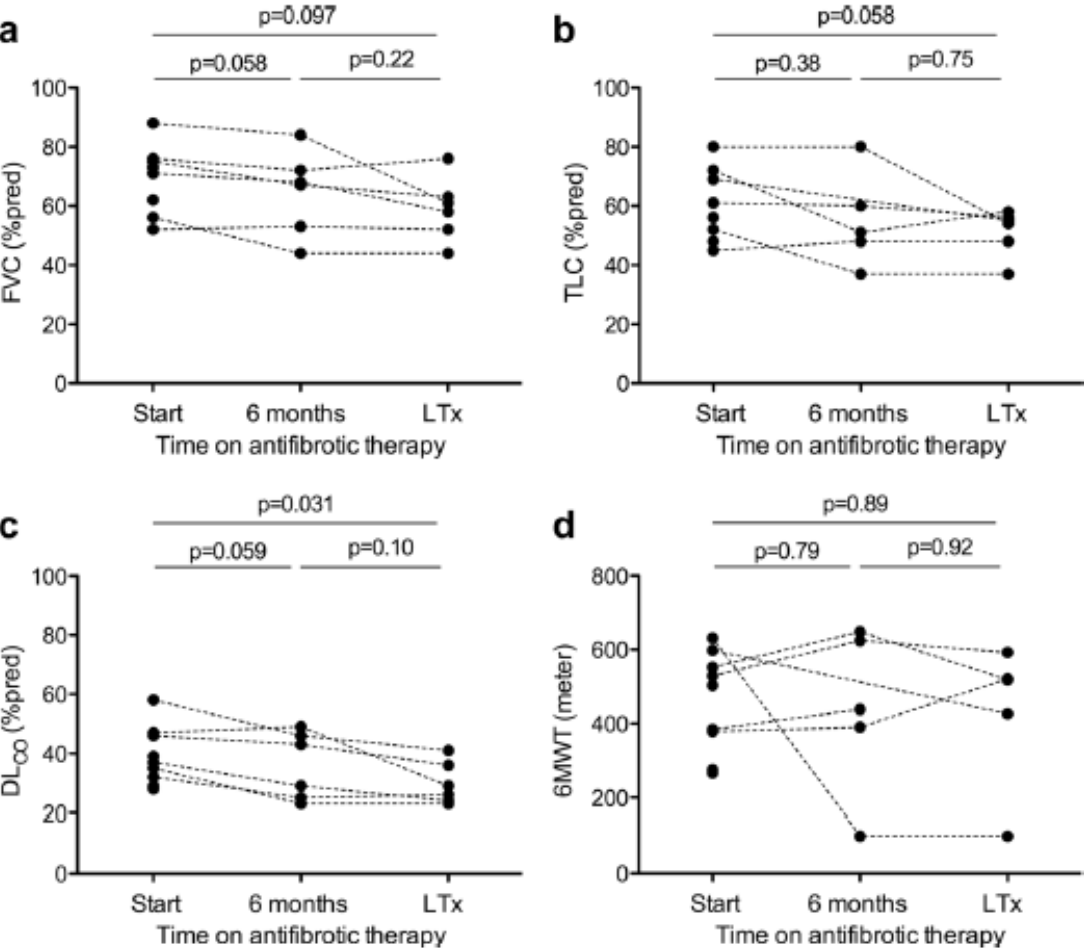 a
p=0.097
p=0.058
p=0.22
FVC (%pred)
100
80
60
40
20
0
Start 6 months LTx
Time on antifibrotic therapy
b
p=0.058
p=0.38
p=0.75
TLC (%pred)
100
80
60
40
20
0
Start 6 months LTx
Time on antifibrotic therapy
c
p=0.031
p=0.059
p=0.10
DLCO (%pred)
100
80
60
40
20
0
Start 6 months LTx
Time on antifibrotic therapy
d
p=0.89
p=0.79
p=0.92
6MWT (meter)
800
600
400
200
0
Start 6 months LTx
Time on antifibrotic therapy